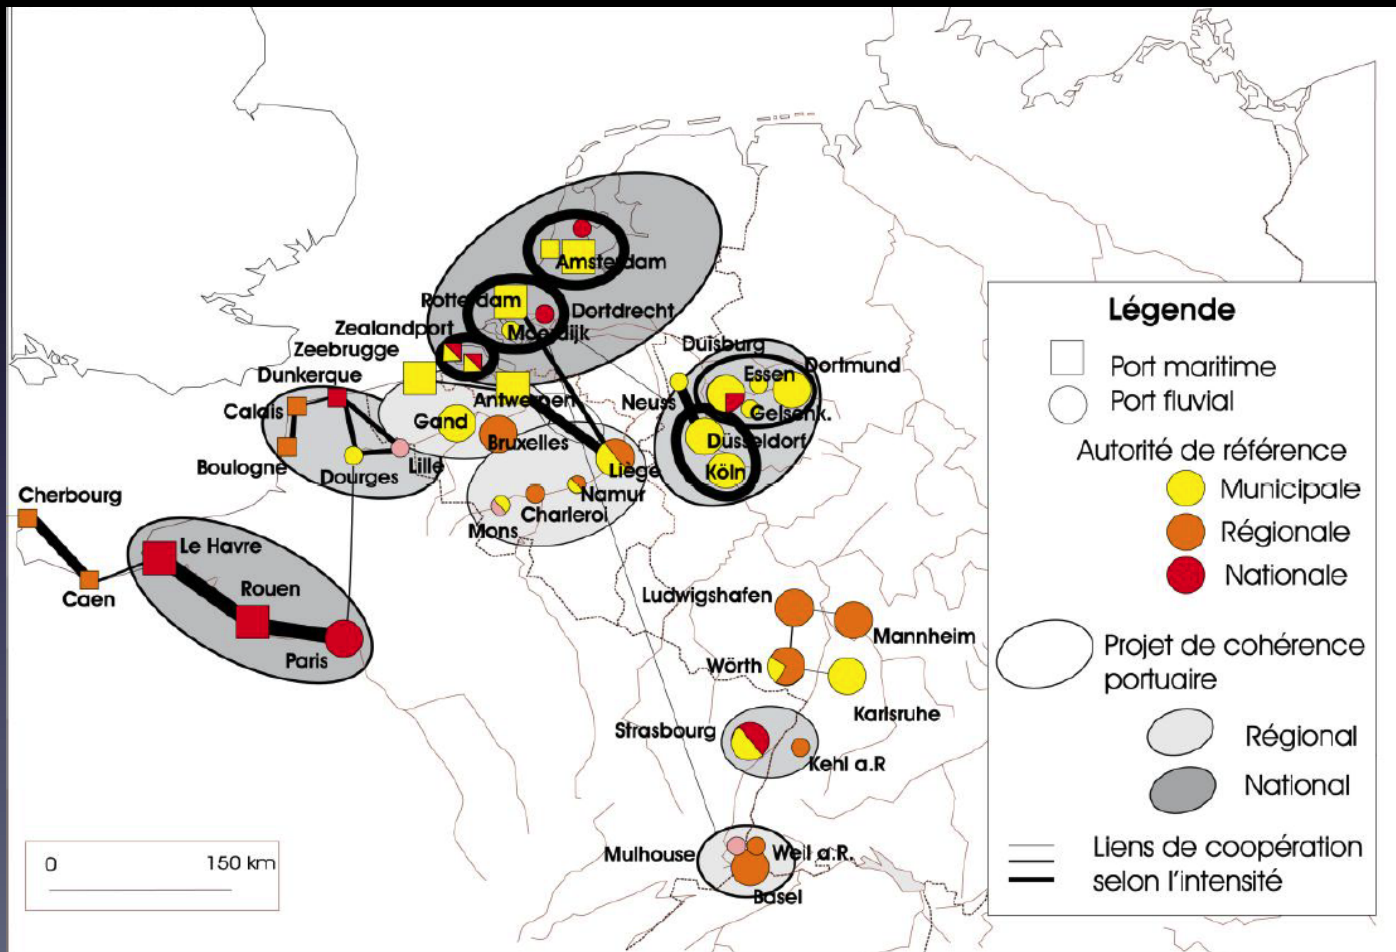 Amsterdam
Rotterdam
Dortdrecht
Moerdijk
Zealandport
Zeebrugge
Dunkerque
Calais
Boulogne
Dourges
Lille
Antwerpen
Gand
Bruxelles
Liège
Namur
Charleroi
Mons
Duisburg
Essen
Dortmund
Gelsenk.
Neuss
Düsseldorf
Köln
Cherbourg
Caen
Le Havre
Rouen
Paris
Ludwigshafen
Mannheim
Wörth
Karlsruhe
Strasbourg
Kehl a.R
Mulhouse
Weil a.R.
Basel
0 150 km
Légende
Port maritime
Port fluvial
Autorité de référence
Municipale
Régionale
Nationale
Projet de cohérence
portuaire
Régional
National
Liens de coopération
selon l'intensité